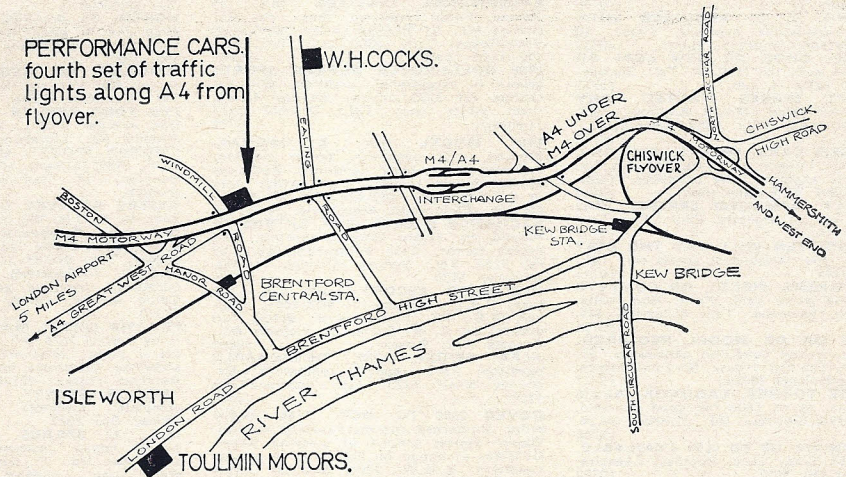 PERFORMANCE CARS.
fourth set of traffic
lights along A4 from
flyover.
W.H.COCKS.
EALING
ROAD
A4 UNDER
M4 OVER
NORTH CIRCULAR ROAD
M4 MOTORWAY
CHISWICK
HIGH ROAD
CHISWICK
FLYOVER
HAMMERSMITH
AND WEST END
M4/A4
INTERCHANGE
WINDMILL
ROAD
BOSTON
MANOR ROAD
M4 MOTORWAY
LONDON AIRPORT
5 MILES
A4 GREAT WEST ROAD
BRENTFORD
CENTRAL STA.
KEW BRIDGE
STA.
KEW BRIDGE
BRENTFORD HIGH STREET
SOUTH CIRCULAR ROAD
RIVER THAMES
ISLEWORTH
LONDON ROAD
TOULMIN MOTORS.